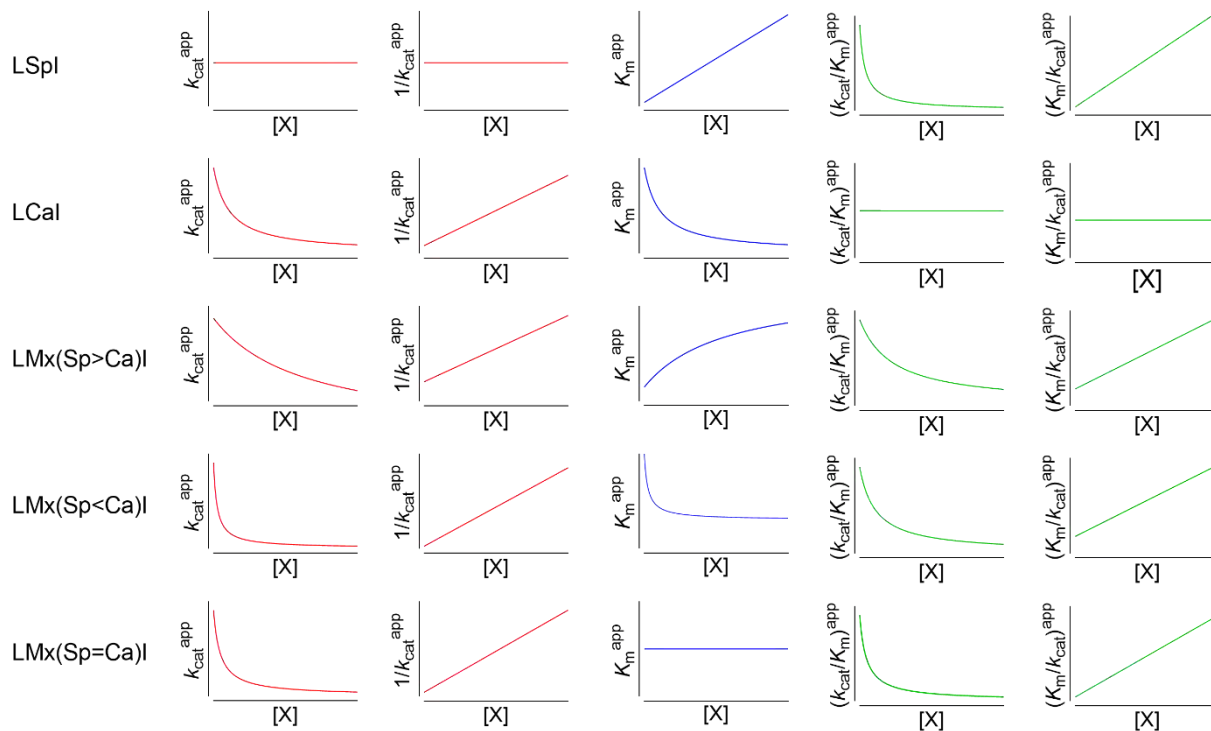 LSpI
k_cat^app
[X]
1/k_cat^app
[X]
K_m^app
[X]
(k_cat/K_m)^app
[X]
(K_m/k_cat)^app
[X]
LCaI
k_cat^app
[X]
1/k_cat^app
[X]
K_m^app
[X]
(k_cat/K_m)^app
[X]
(K_m/k_cat)^app
[X]
LMx(Sp>Ca)I
k_cat^app
[X]
1/k_cat^app
[X]
K_m^app
[X]
(k_cat/K_m)^app
[X]
(K_m/k_cat)^app
[X]
LMx(Sp<Ca)I
k_cat^app
[X]
1/k_cat^app
[X]
K_m^app
[X]
(k_cat/K_m)^app
[X]
(K_m/k_cat)^app
[X]
LMx(Sp=Ca)I
k_cat^app
[X]
1/k_cat^app
[X]
K_m^app
[X]
(k_cat/K_m)^app
[X]
(K_m/k_cat)^app
[X]